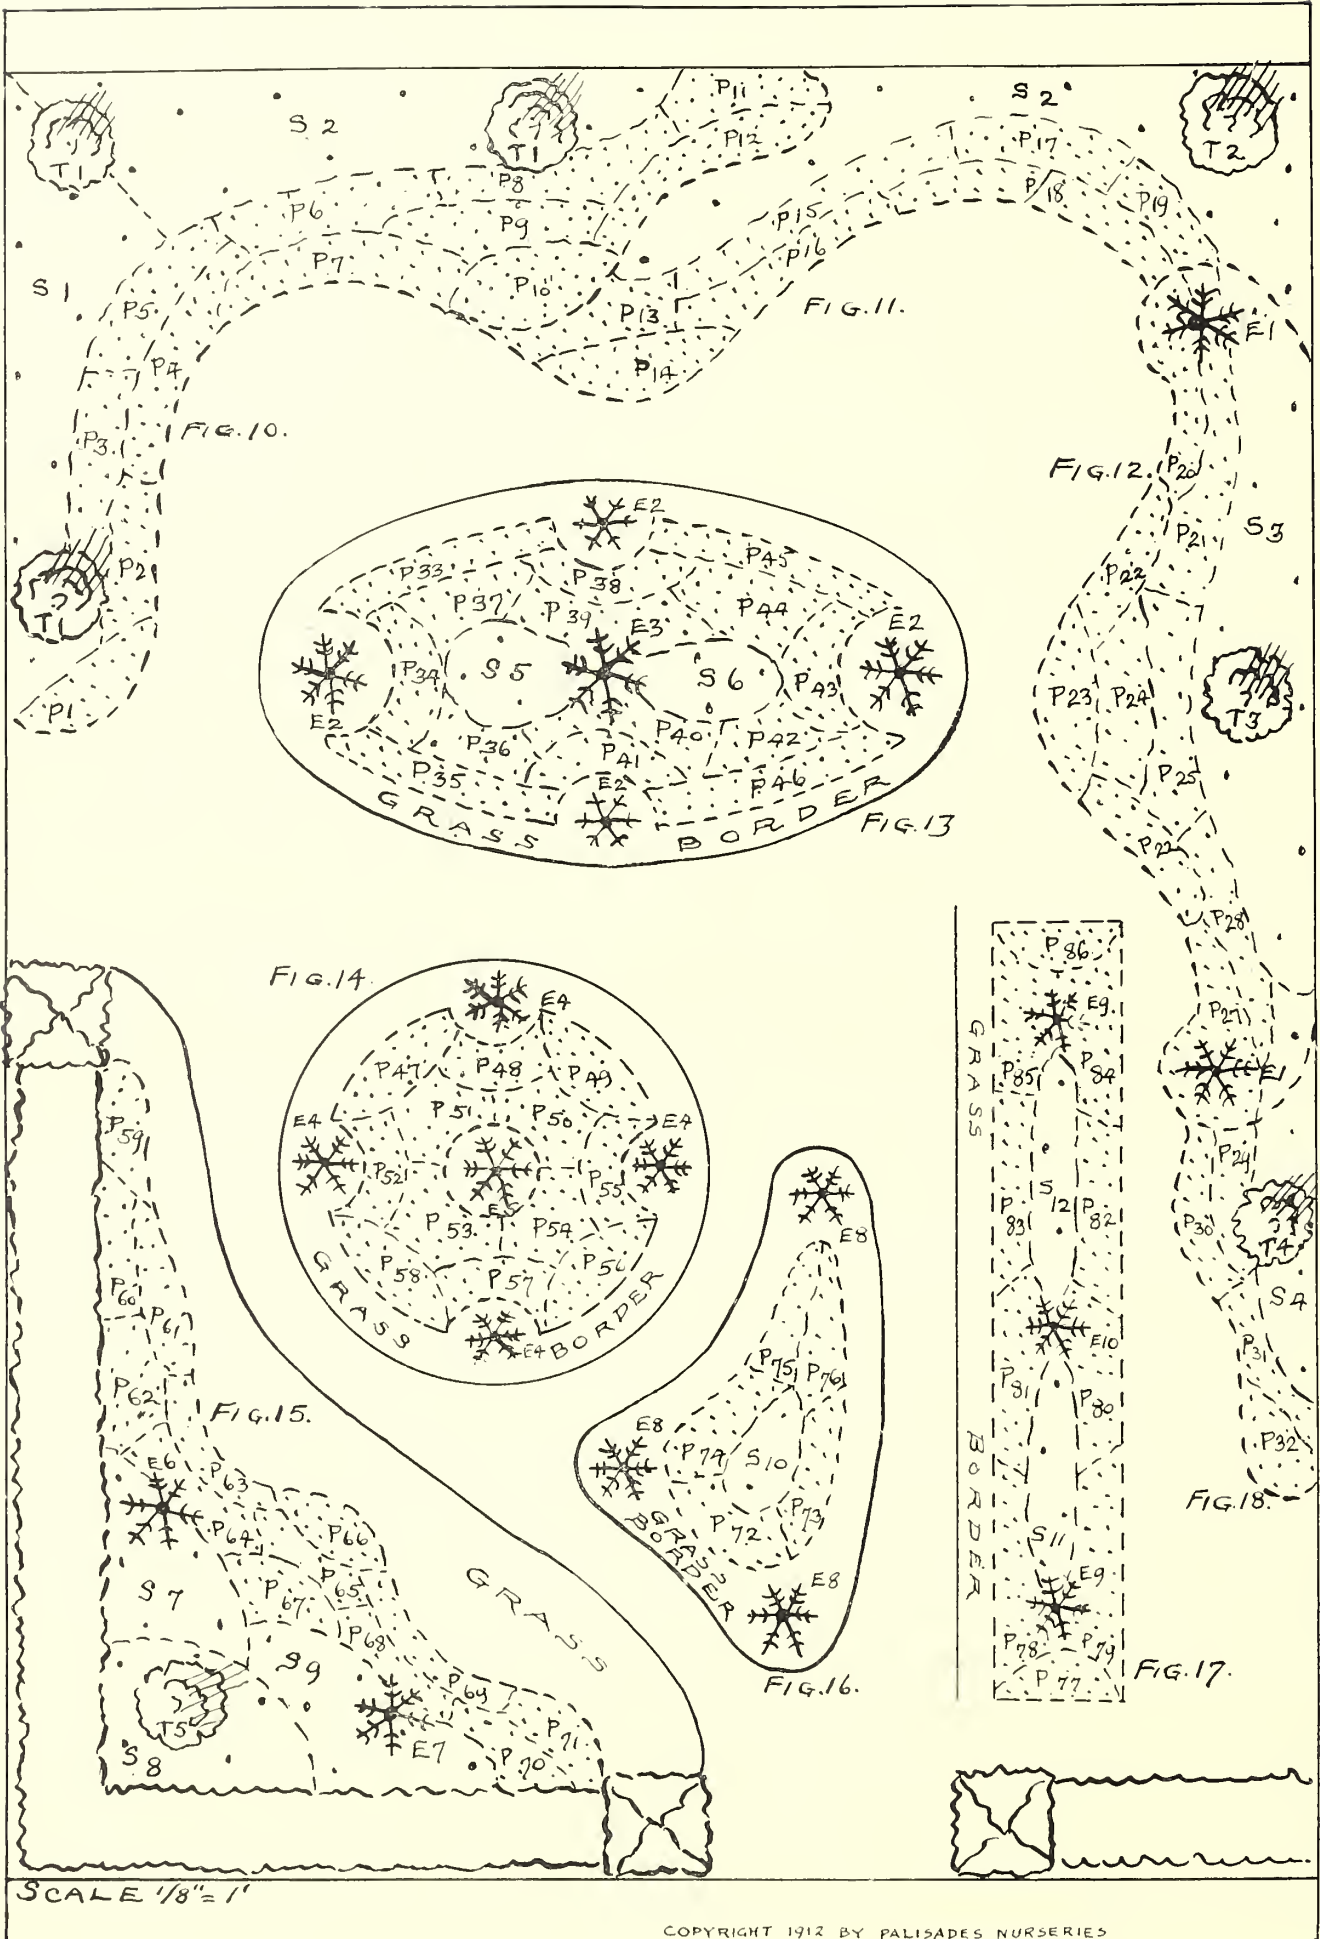 P11
S 2
S 2
P12
P17
T1
T1
T2
P8
P18
P19
P6
P9
P15
P7
P16
S 1
P10
P5
P13
FIG.11.
E1
P4
P14
FIG.10.
P3
FIG.12.
P20
E2
S3
P21
P45
P2
P33
P38
P22
P37
P39
P44
T1
E3
E2
S 5
S 6
P34
P43
P23
P24
P1
E2
T3
P40
P42
P36
P41
P35
E2
P46
P25
GRASS BORDER
FIG.13
P22
P28
P86
FIG.14.
E4
E9
P27
GRASS
P47
P48
P49
P85
P84
E1
P51
P50
P59
E4
E4
P29
P52
P55
S 12
P83
P82
E5
P30
P53
P54
E8
T4
P58
P57
P56
P60
S4
P61
GRASS
E4 BORDER
E10
P31
P75
P76
P81
P62
P80
FIG.15.
E8
P32
E6
P74
S10
P63
BORDER
FIG.18.
P73
P64
P66
P72
GRASS
BORDER
S11
P65
E8
E9
S 7
P67
GRASS
P68
P78
P79
S9
FIG.17.
P69
P77
FIG.16.
T5
P71
E7
P70
S8
SCALE 1/8"= 1'
COPYRIGHT 1912 BY PALISADES NURSERIES